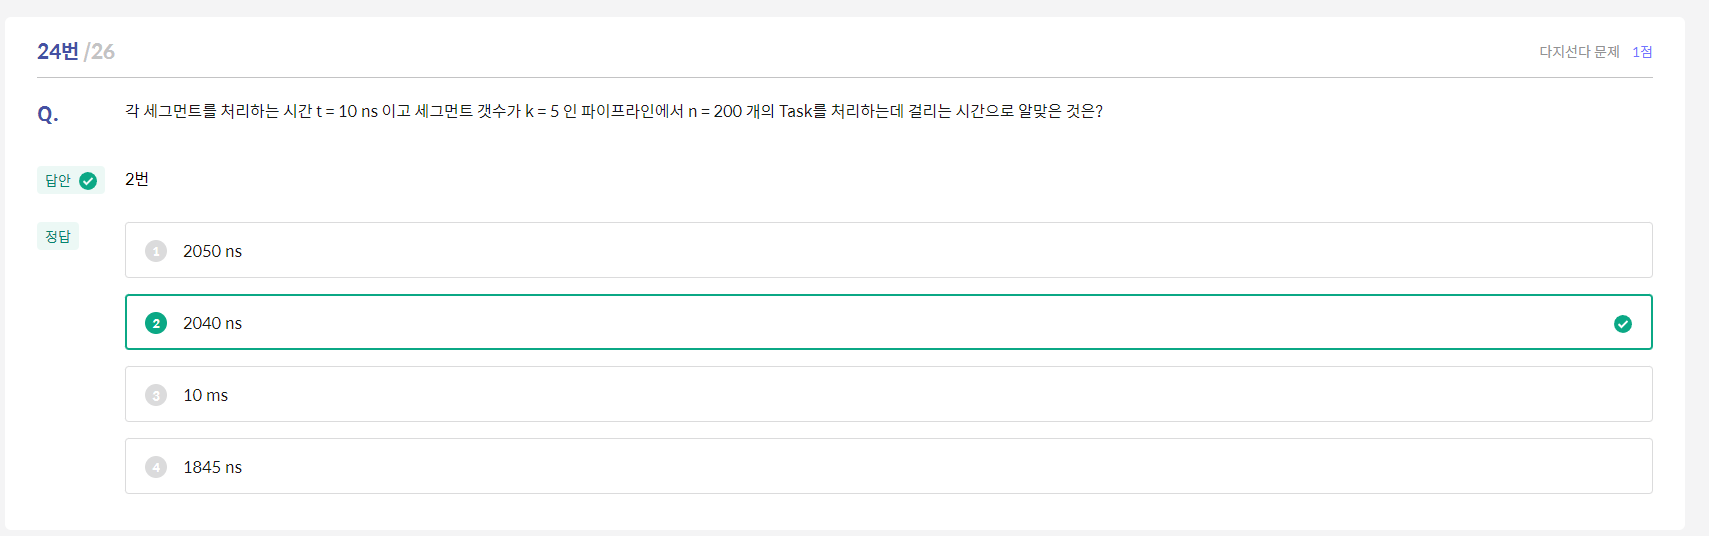 24번 /26
다지선다 문제 1점
Q. 각 세그먼트를 처리하는 시간 t = 10 ns 이고 세그먼트 갯수가 k = 5 인 파이프라인에서 n = 200 개의 Task를 처리하는데 걸리는 시간으로 알맞은 것은?
답안 2번
정답
1 2050 ns
2 2040 ns
3 10 ms
4 1845 ns